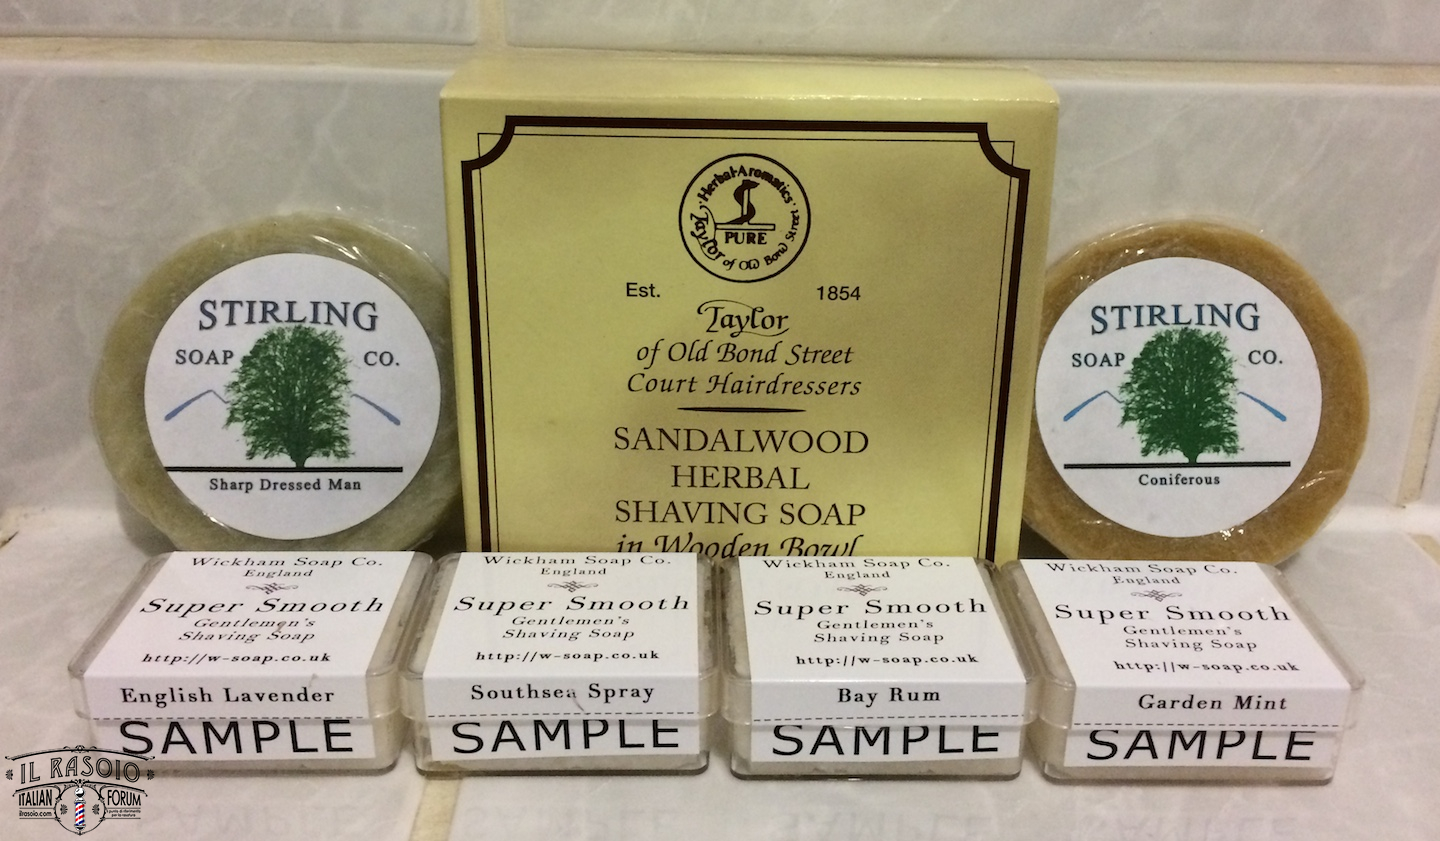 STIRLING
SOAP CO.
Sharp Dressed Man
Herbal·Aromatics
PURE
Taylor of Old Bond Street
Est. 1854
Taylor
of Old Bond Street
Court Hairdressers
SANDALWOOD
HERBAL
SHAVING SOAP
in Wooden Bowl
STIRLING
SOAP CO.
Coniferous
Wickham Soap Co.
England
Super Smooth
Gentlemen's
Shaving Soap
http://w-soap.co.uk
English Lavender
SAMPLE
Wickham Soap Co.
England
Super Smooth
Gentlemen's
Shaving Soap
http://w-soap.co.uk
Southsea Spray
SAMPLE
Wickham Soap Co.
England
Super Smooth
Gentlemen's
Shaving Soap
http://w-soap.co.uk
Bay Rum
SAMPLE
Wickham Soap Co.
England
Super Smooth
Gentlemen's
Shaving Soap
http://w-soap.co.uk
Garden Mint
SAMPLE
IL RASOIO
ITALIAN FORUM
ilrasoio.com